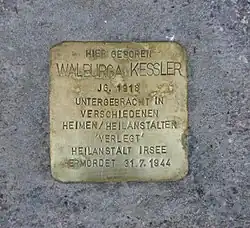 HIER GEBOREN
WALBURGA KESSLER
JG. 1918
UNTERGEBRACHT IN
VERSCHIEDENEN
HEIMEN/HEILANSTALTEN
'VERLEGT'
HEILANSTALT IRSEE
ERMORDET 31.7.1944